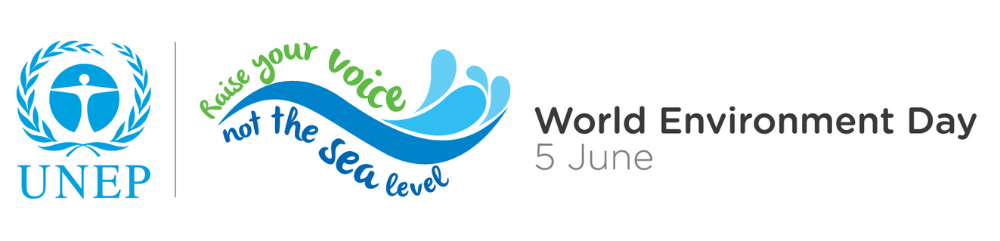 UNEP
Raise your voice
not the sea level
World Environment Day
5 June